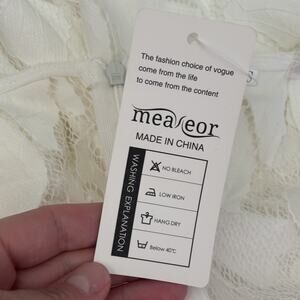 The fashion choice of vogue
come from the life
to come from the content
S
meaeor
MADE IN CHINA
WASHING EXPLANATION
NO BLEACH
LOW IRON
HANG DRY
Below 40℃